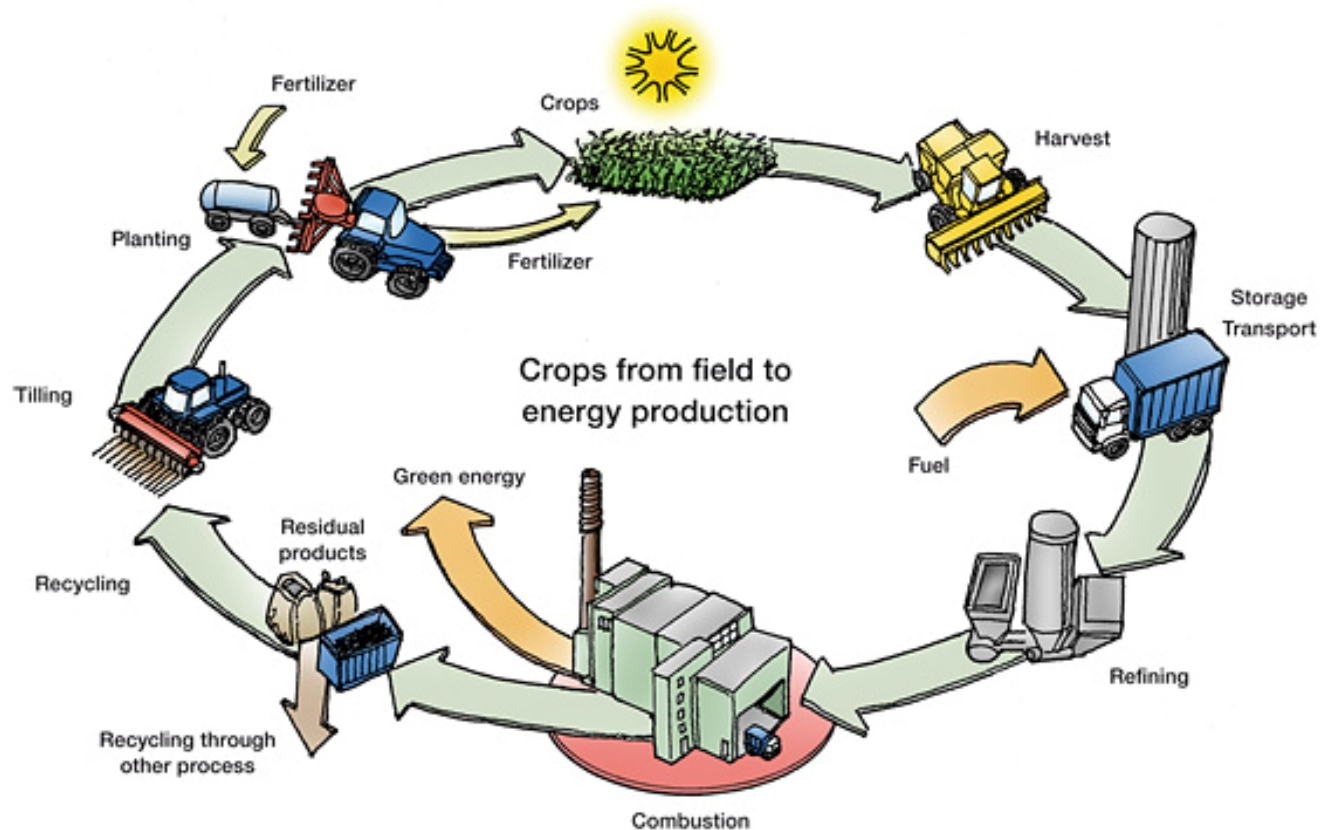 Fertilizer
Crops
Harvest
Planting
Fertilizer
Storage
Transport
Tilling
Crops from field to
energy production
Fuel
Green energy
Residual
products
Recycling
Refining
Recycling through
other process
Combustion